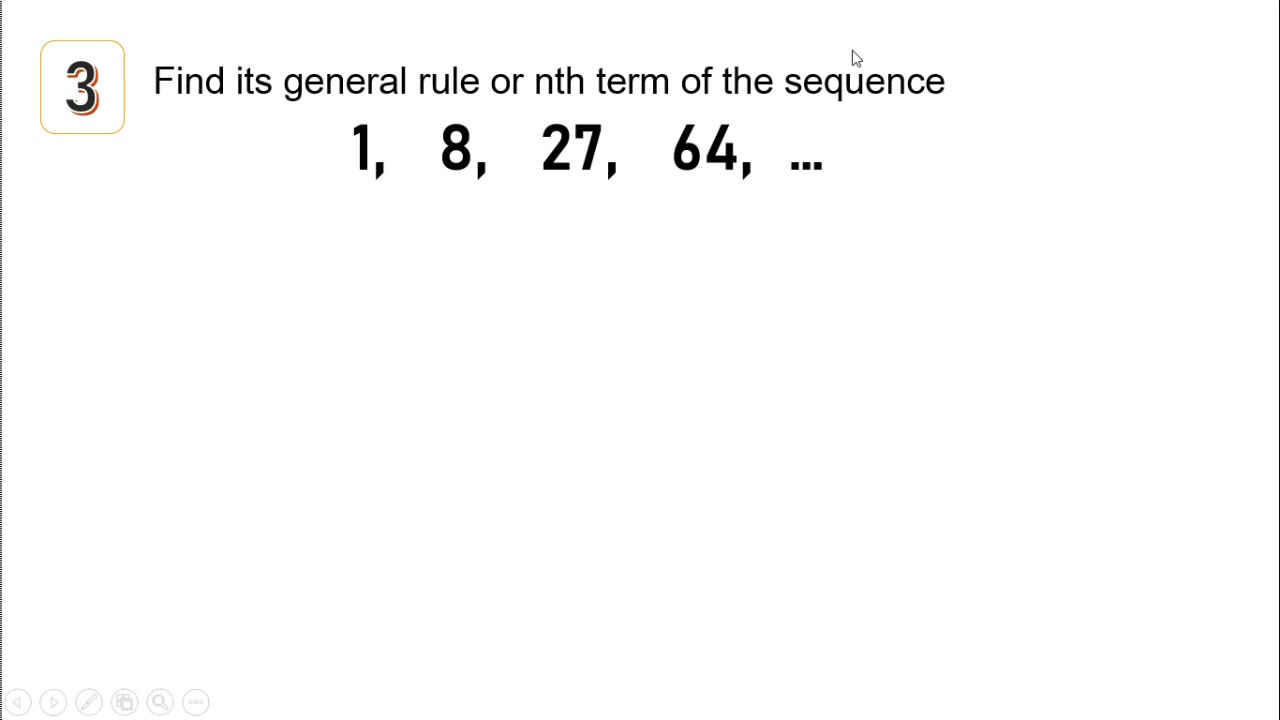 3
Find its general rule or nth term of the sequence
1, 8, 27, 64, ...